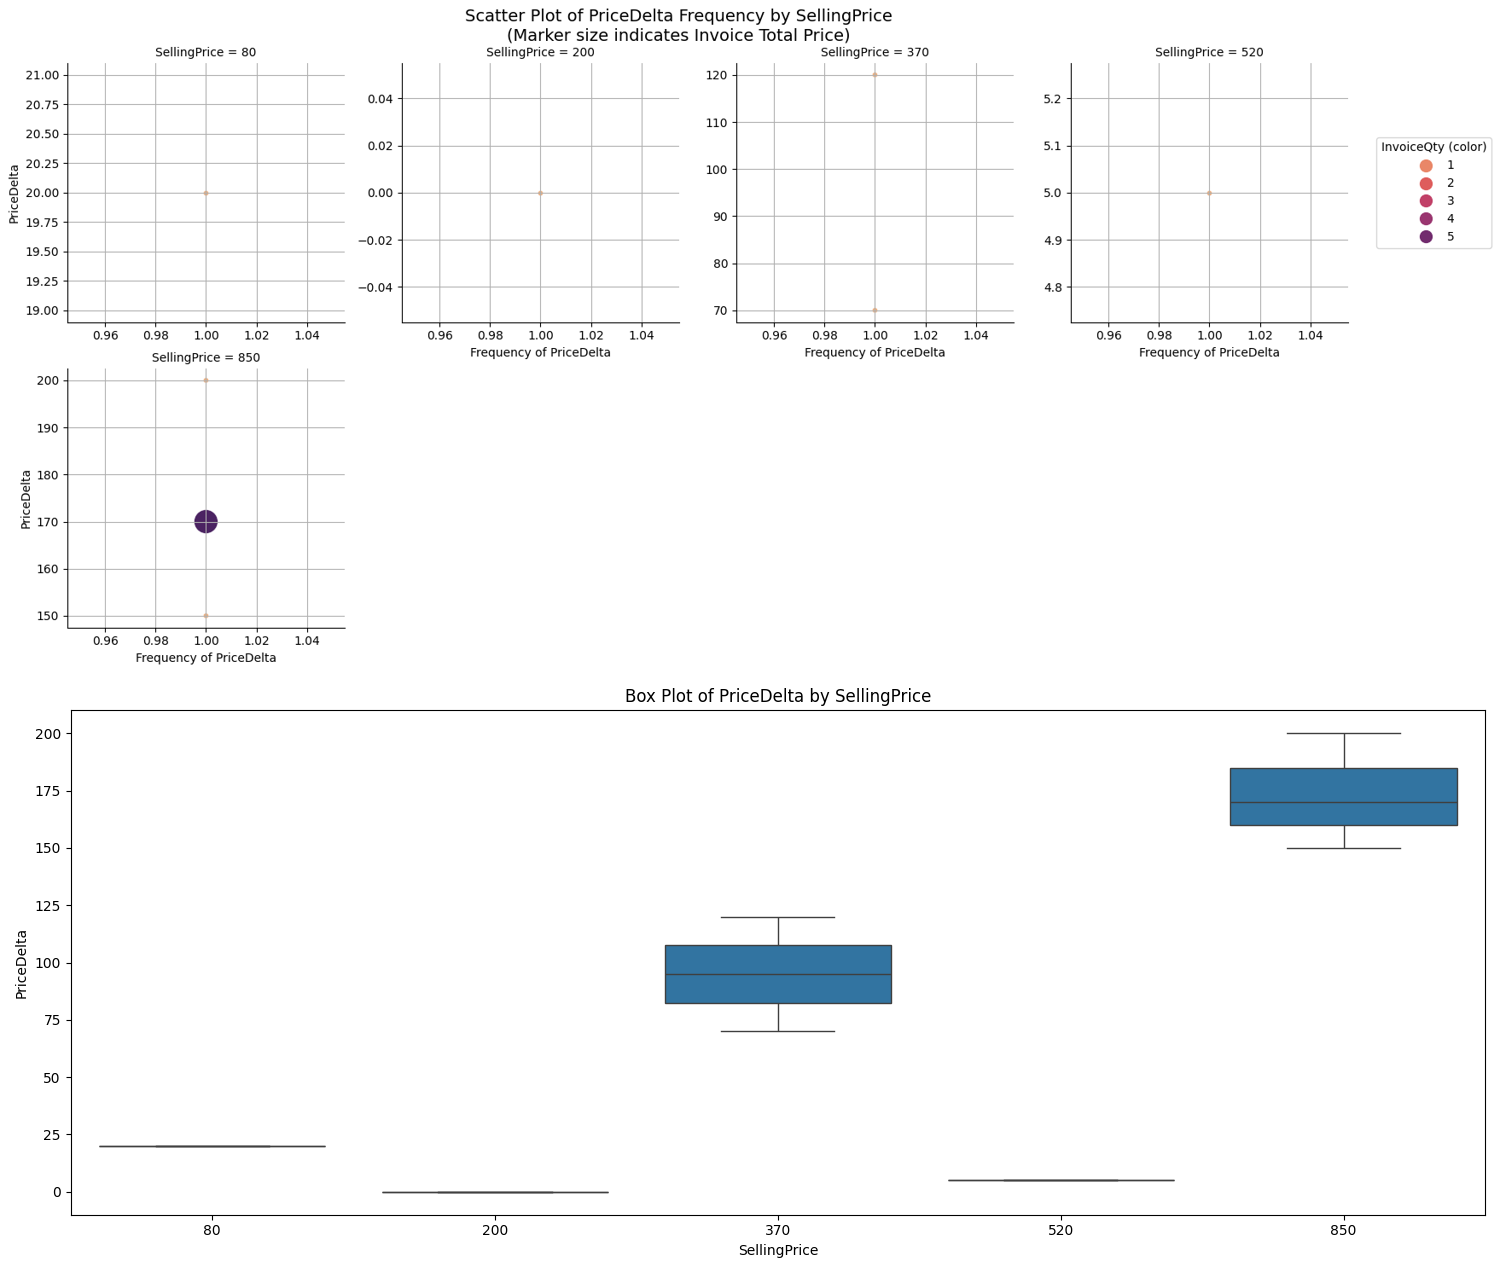 Scatter Plot of PriceDelta Frequency by SellingPrice
(Marker size indicates Invoice Total Price)
SellingPrice = 80
21.00
20.75
20.50
20.25
20.00
19.75
19.50
19.25
19.00
PriceDelta
0.96 0.98 1.00 1.02 1.04
SellingPrice = 200
0.04
0.02
0.00
−0.02
−0.04
0.96 0.98 1.00 1.02 1.04
Frequency of PriceDelta
SellingPrice = 370
120
110
100
90
80
70
0.96 0.98 1.00 1.02 1.04
Frequency of PriceDelta
SellingPrice = 520
5.2
5.1
5.0
4.9
4.8
0.96 0.98 1.00 1.02 1.04
Frequency of PriceDelta
InvoiceQty (color)
1
2
3
4
5
SellingPrice = 850
200
190
180
170
160
150
PriceDelta
0.96 0.98 1.00 1.02 1.04
Frequency of PriceDelta
Box Plot of PriceDelta by SellingPrice
200
175
150
125
100
75
50
25
0
PriceDelta
80 200 370 520 850
SellingPrice